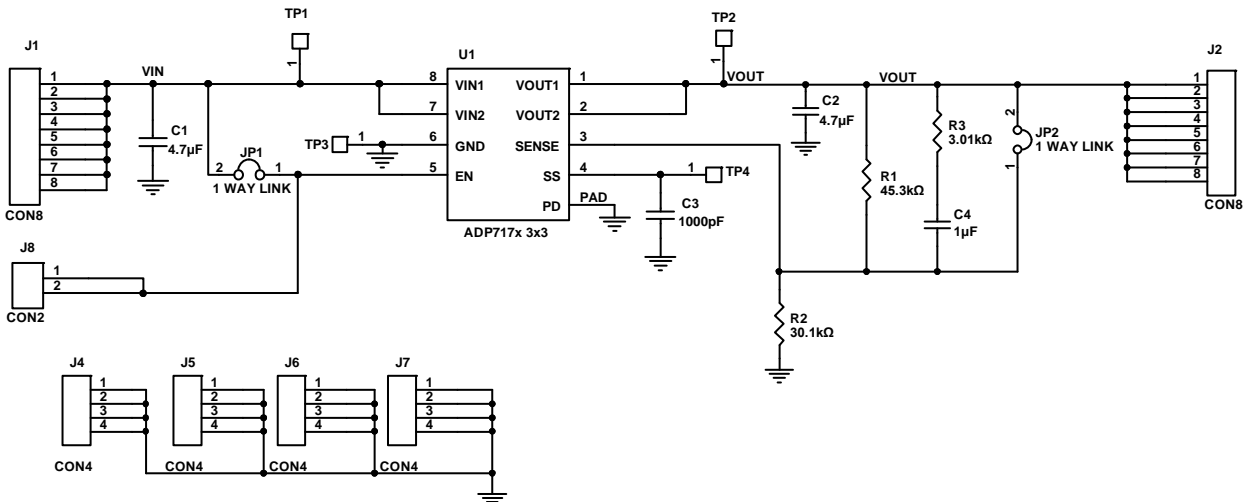 TP1
1
TP2
1
J1
1
2
3
4
5
6
7
8
CON8
VIN
C1
4.7µF
JP1
2
1
1 WAY LINK
TP3
1
U1
8
VIN1
7
VIN2
6
GND
5
EN
VOUT1
1
VOUT2
2
SENSE
3
SS
4
PD
PAD
ADP717x 3x3
1
TP4
C3
1000pF
VOUT
C2
4.7µF
VOUT
R1
45.3kΩ
R3
3.01kΩ
C4
1µF
2
JP2
1 WAY LINK
1
R2
30.1kΩ
J2
1
2
3
4
5
6
7
8
CON8
J8
1
2
CON2
J4
1
2
3
4
CON4
J5
1
2
3
4
CON4
J6
1
2
3
4
CON4
J7
1
2
3
4
CON4